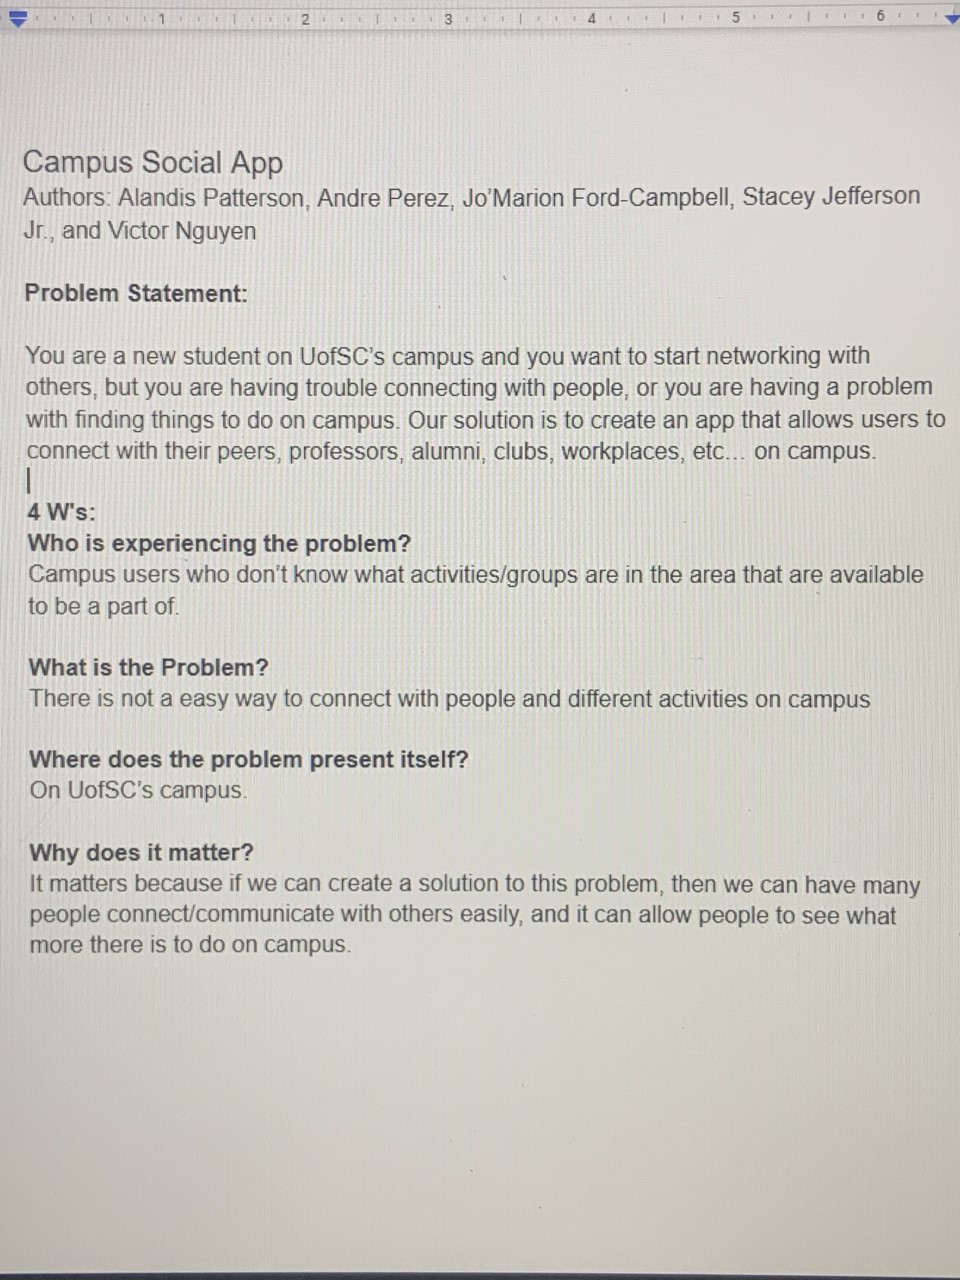 1 2 3 4 5 6
Campus Social App
Authors: Alandis Patterson, Andre Perez, Jo'Marion Ford-Campbell, Stacey Jefferson
Jr., and Victor Nguyen
Problem Statement:
You are a new student on UofSC's campus and you want to start networking with
others, but you are having trouble connecting with people, or you are having a problem
with finding things to do on campus. Our solution is to create an app that allows users to
connect with their peers, professors, alumni, clubs, workplaces, etc... on campus.
4 W's:
Who is experiencing the problem?
Campus users who don't know what activities/groups are in the area that are available
to be a part of.
What is the Problem?
There is not a easy way to connect with people and different activities on campus
Where does the problem present itself?
On UofSC's campus.
Why does it matter?
It matters because if we can create a solution to this problem, then we can have many
people connect/communicate with others easily, and it can allow people to see what
more there is to do on campus.